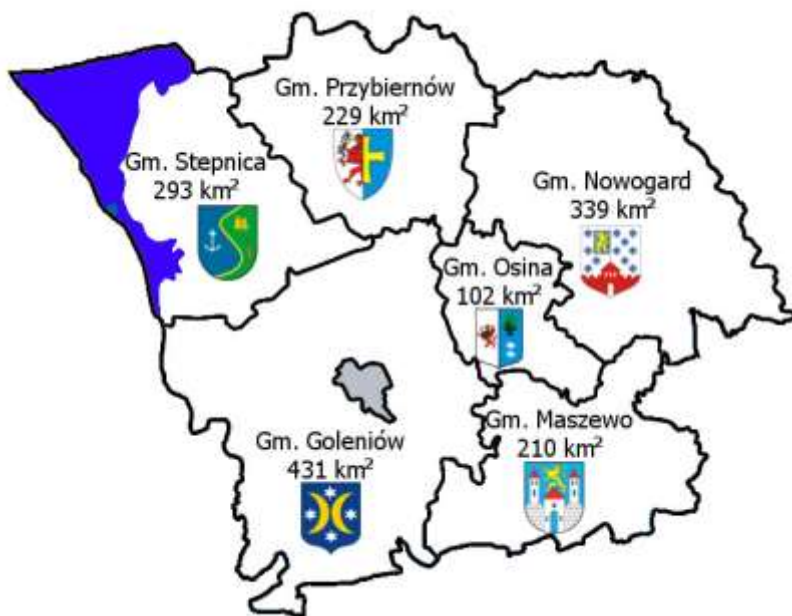 Gm. Przybiernów
229 km²
Gm. Stepnica
293 km²
Gm. Nowogard
339 km²
Gm. Osina
102 km²
Gm. Maszewo
210 km²
Gm. Goleniów
431 km²